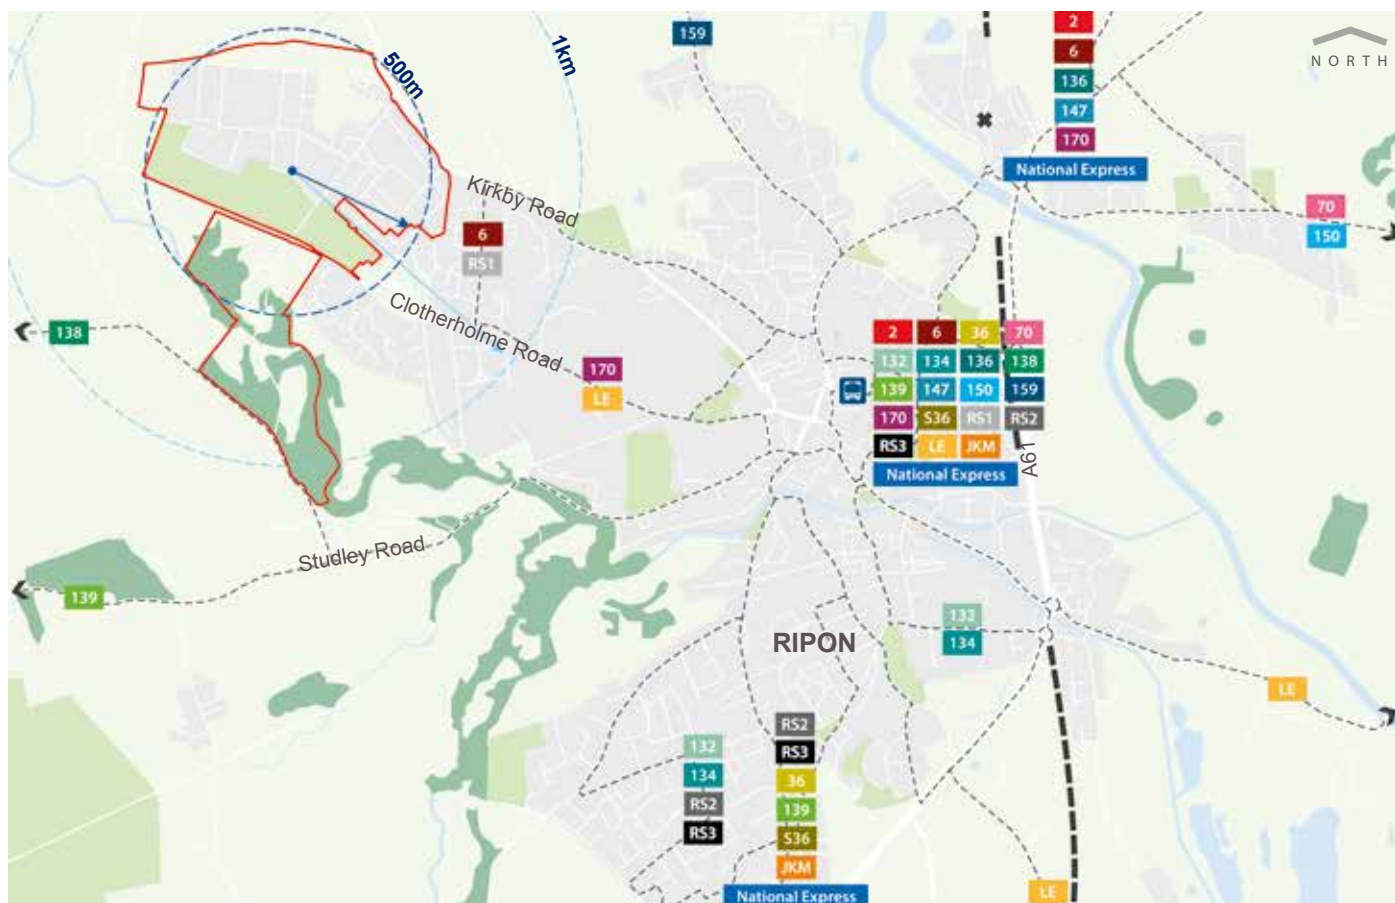 2
6
136
147
170
National Express
159
NORTH
500m
1km
Kirkby Road
70
150
6
RS1
Clotherholme Road
138
170
LE
2 6 36 70
132 134 136 138
139 147 150 159
170 S36 RS1 RS2
RS3 LE JKM
National Express
A61
Studley Road
139
RIPON
132
134
LE
132
134
RS2
RS3
RS2
RS3
36
139
S36
JKM
National Express
LE